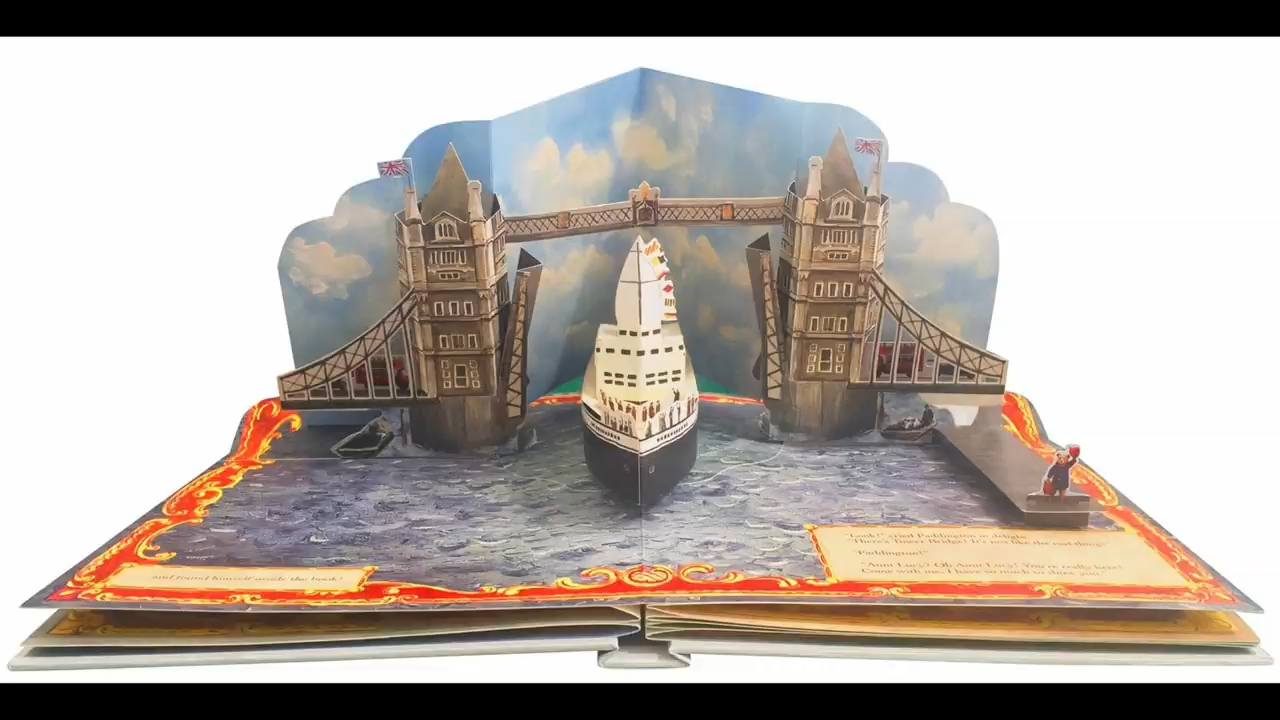 ...and found himself inside the book!
"Look!" cried Paddington in delight.
"There's Tower Bridge! It's just like the real thing!"
"Paddington!"
"Aunt Lucy? Oh Aunt Lucy! You're really here!
Come with me, I have so much to show you."